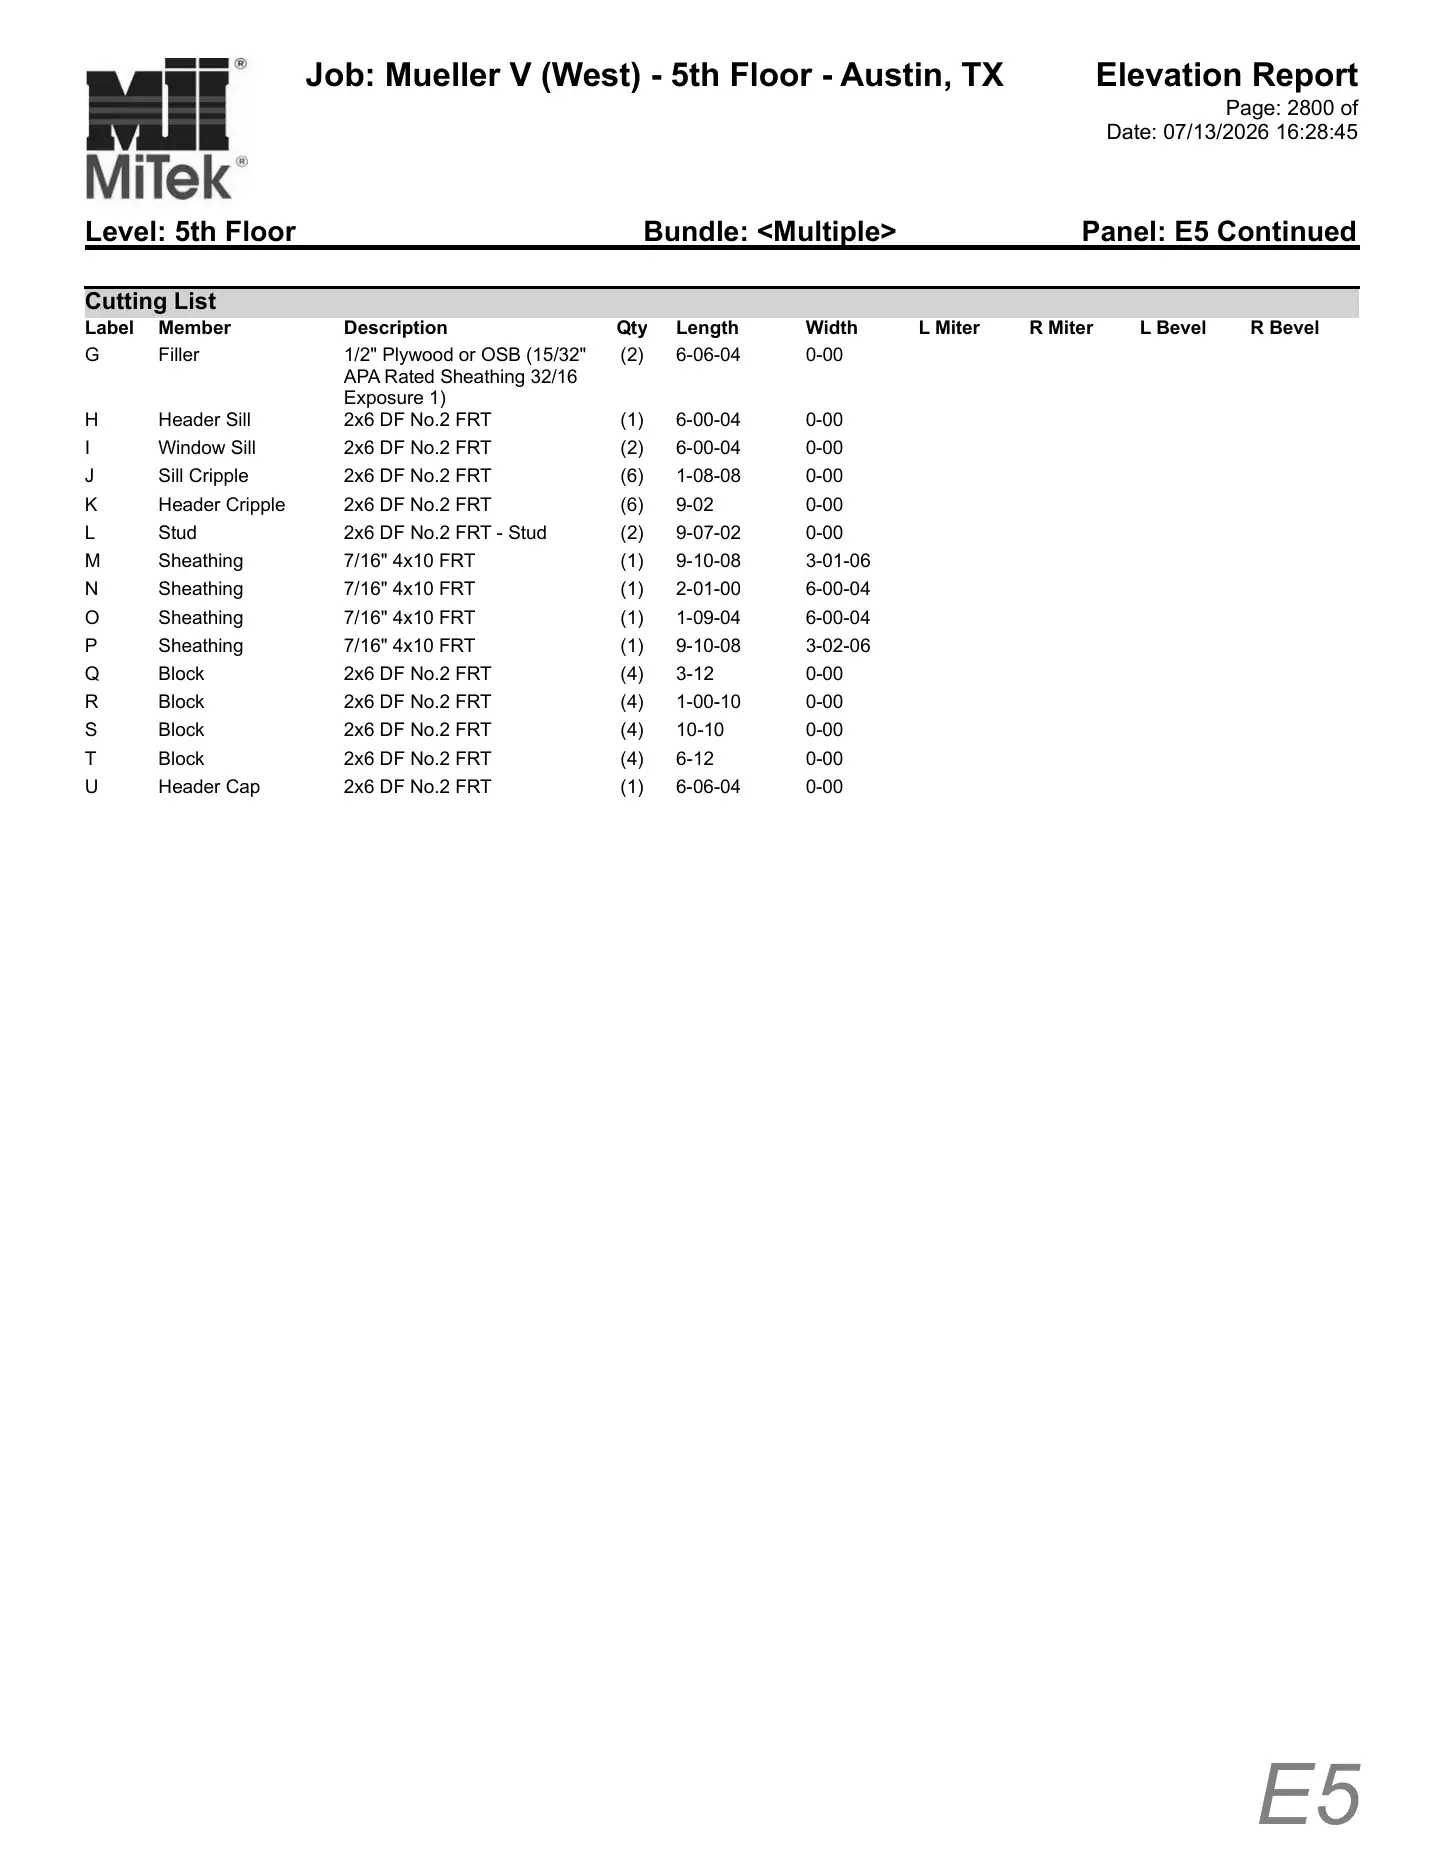 MiTek®
®
Job: Mueller V (West) - 5th Floor - Austin, TX
Elevation Report
Page: 2800 of
Date: 07/13/2026 16:28:45
Level: 5th Floor Bundle: <Multiple> Panel: E5 Continued
Cutting List
Label Member Description Qty Length Width L Miter R Miter L Bevel R Bevel
G Filler 1/2" Plywood or OSB (15/32" (2) 6-06-04 0-00
APA Rated Sheathing 32/16
Exposure 1)
H Header Sill 2x6 DF No.2 FRT (1) 6-00-04 0-00
I Window Sill 2x6 DF No.2 FRT (2) 6-00-04 0-00
J Sill Cripple 2x6 DF No.2 FRT (6) 1-08-08 0-00
K Header Cripple 2x6 DF No.2 FRT (6) 9-02 0-00
L Stud 2x6 DF No.2 FRT - Stud (2) 9-07-02 0-00
M Sheathing 7/16" 4x10 FRT (1) 9-10-08 3-01-06
N Sheathing 7/16" 4x10 FRT (1) 2-01-00 6-00-04
O Sheathing 7/16" 4x10 FRT (1) 1-09-04 6-00-04
P Sheathing 7/16" 4x10 FRT (1) 9-10-08 3-02-06
Q Block 2x6 DF No.2 FRT (4) 3-12 0-00
R Block 2x6 DF No.2 FRT (4) 1-00-10 0-00
S Block 2x6 DF No.2 FRT (4) 10-10 0-00
T Block 2x6 DF No.2 FRT (4) 6-12 0-00
U Header Cap 2x6 DF No.2 FRT (1) 6-06-04 0-00
E5